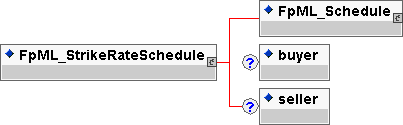 FpML_Schedule
FpML_StrikeRateSchedule
? buyer
? seller